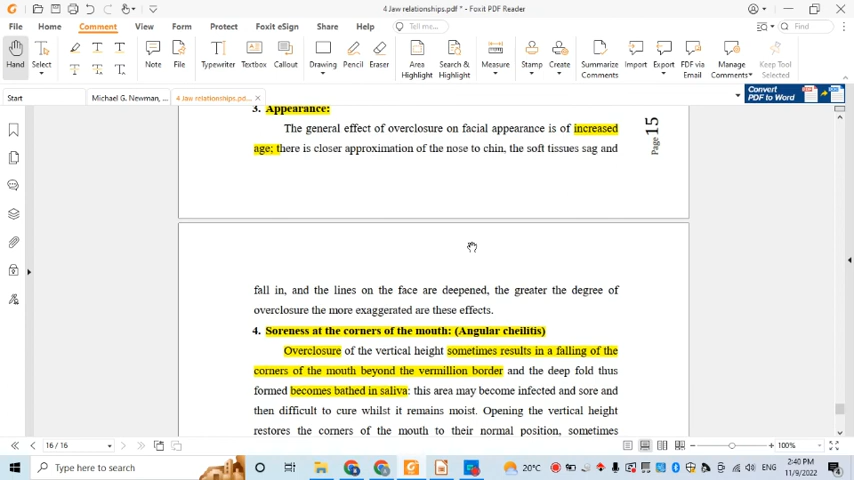 4 Jaw relationships.pdf * - Foxit PDF Reader
File Home Comment View Form Protect Foxit eSign Share Help Tell me... Find
Hand Select Note File Typewriter Textbox Callout Drawing Pencil Eraser Area Highlight Search & Highlight Measure Stamp Create Summarize Comments Import Export FDF via Email Manage Comments Keep Tool Selected
Start Michael G. Newman, ... 4 Jaw relationships.pd... Convert PDF to Word
3. Appearance:
The general effect of overclosure on facial appearance is of increased
age; there is closer approximation of the nose to chin, the soft tissues sag and
Page 15
fall in, and the lines on the face are deepened, the greater the degree of
overclosure the more exaggerated are these effects.
4. Soreness at the corners of the mouth: (Angular cheilitis)
Overclosure of the vertical height sometimes results in a falling of the
corners of the mouth beyond the vermillion border and the deep fold thus
formed becomes bathed in saliva: this area may become infected and sore and
then difficult to cure whilst it remains moist. Opening the vertical height
restores the corners of the mouth to their normal position, sometimes
16 / 16 100%
Type here to search 20°C ENG 2:40 PM
11/9/2022 4